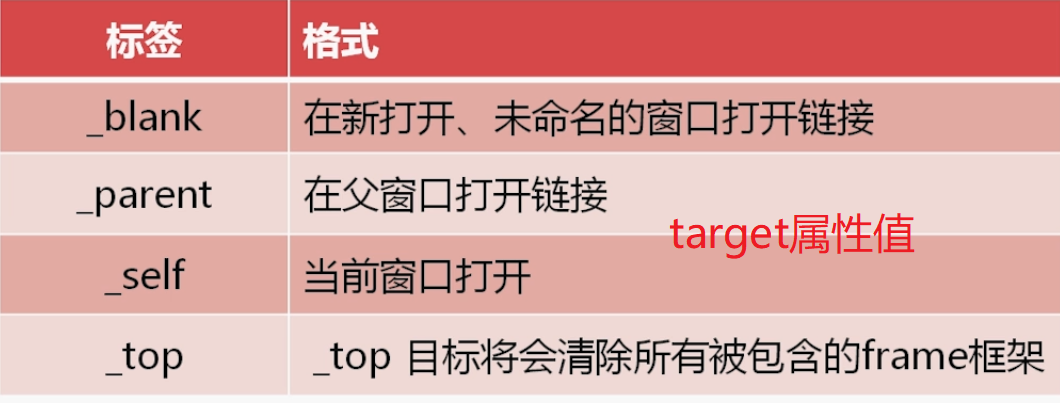 标签 格式
_blank 在新打开、未命名的窗口打开链接
_parent 在父窗口打开链接
target属性值
_self 当前窗口打开
_top _top 目标将会清除所有被包含的frame框架